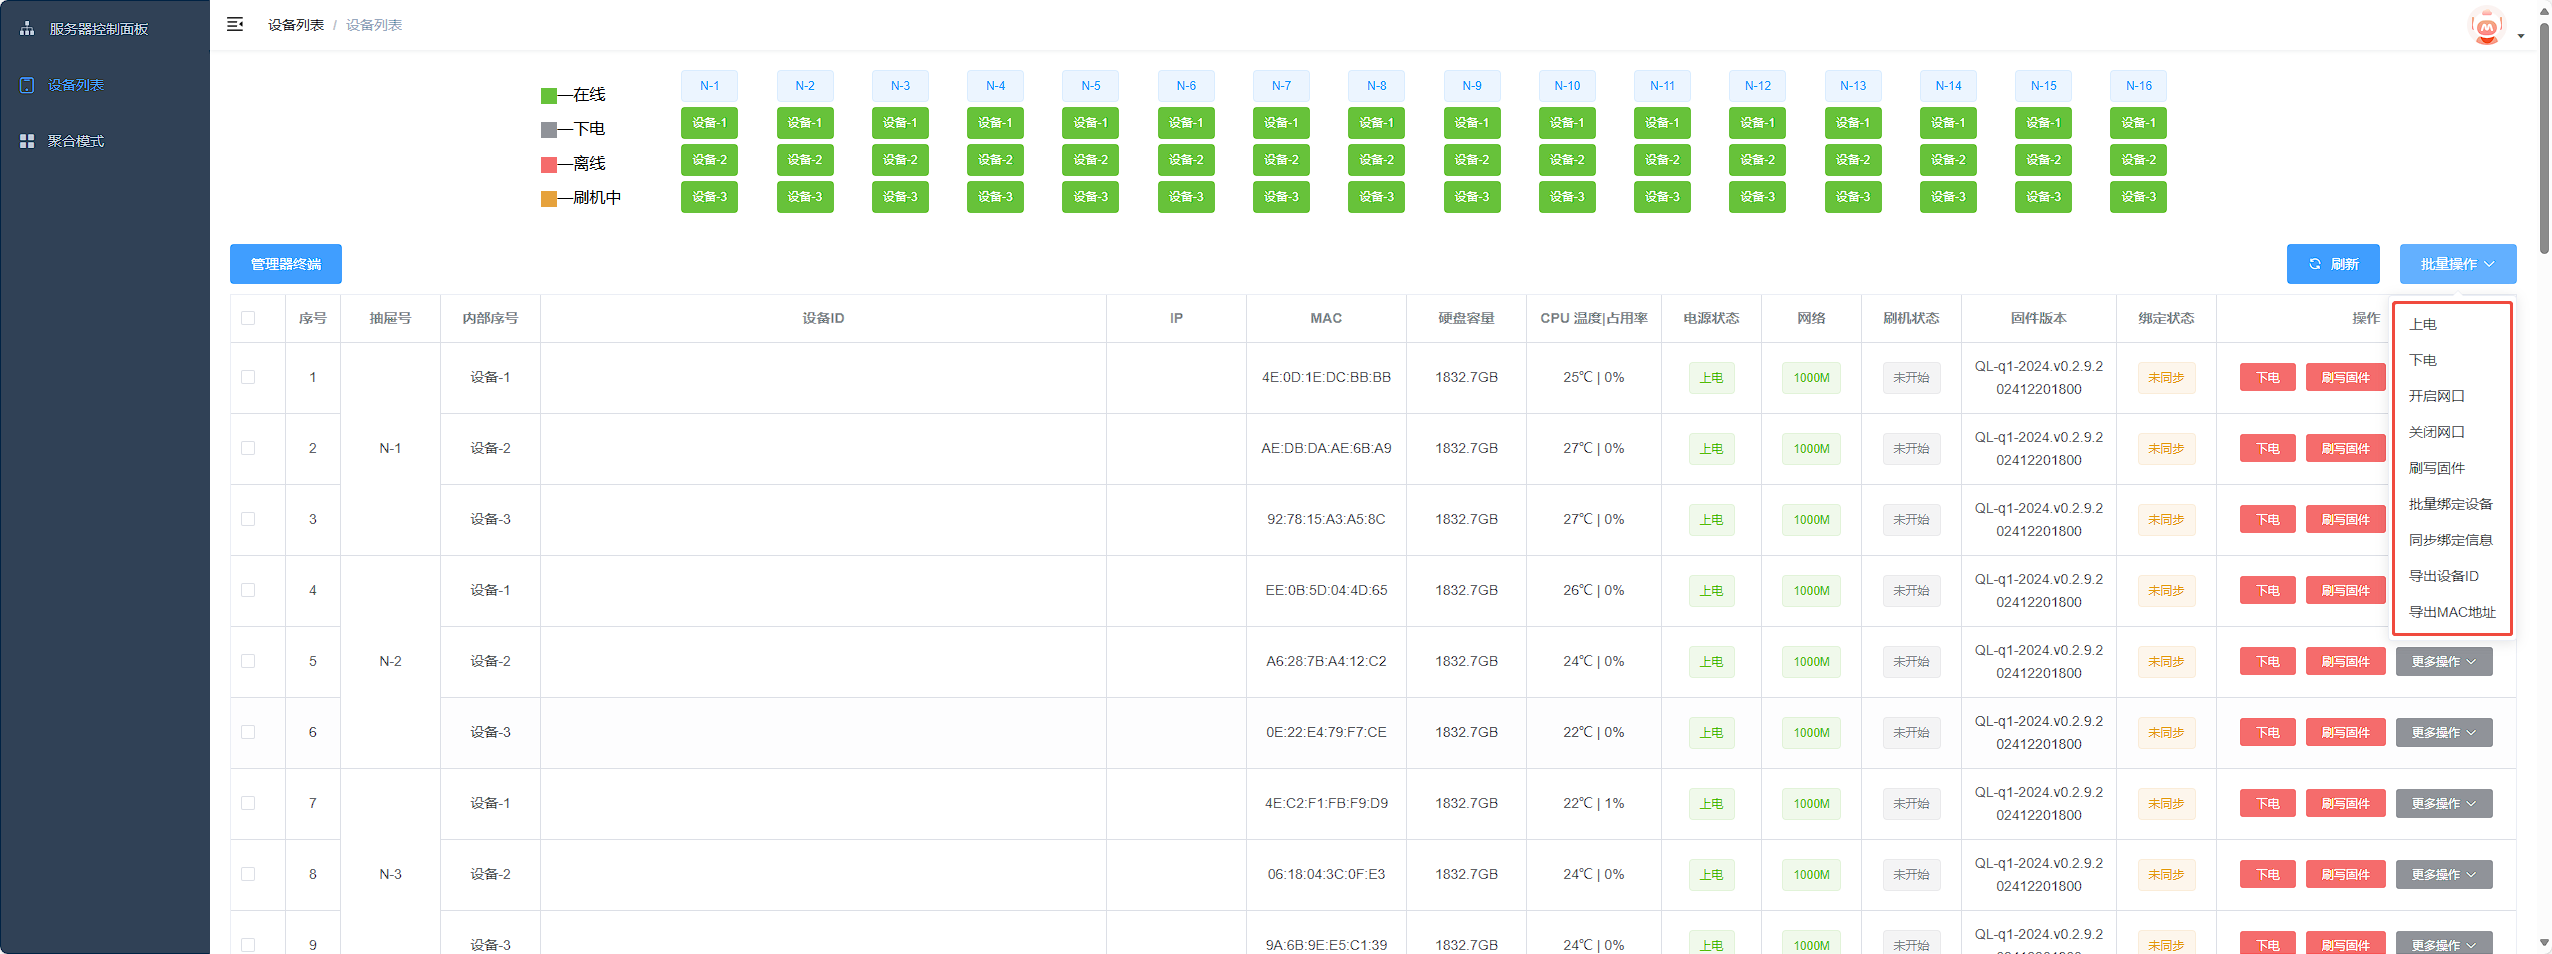 服务器控制面板
设备列表
聚合模式
设备列表 / 设备列表
—在线
—下电
—离线
—刷机中
N-1 N-2 N-3 N-4 N-5 N-6 N-7 N-8 N-9 N-10 N-11 N-12 N-13 N-14 N-15 N-16
设备-1 设备-1 设备-1 设备-1 设备-1 设备-1 设备-1 设备-1 设备-1 设备-1 设备-1 设备-1 设备-1 设备-1 设备-1 设备-1
设备-2 设备-2 设备-2 设备-2 设备-2 设备-2 设备-2 设备-2 设备-2 设备-2 设备-2 设备-2 设备-2 设备-2 设备-2 设备-2
设备-3 设备-3 设备-3 设备-3 设备-3 设备-3 设备-3 设备-3 设备-3 设备-3 设备-3 设备-3 设备-3 设备-3 设备-3 设备-3
管理器终端 刷新 批量操作
序号 抽屉号 内部序号 设备ID IP MAC 硬盘容量 CPU 温度|占用率 电源状态 网络 刷机状态 固件版本 绑定状态 操作
1 设备-1 4E:0D:1E:DC:BB:BB 1832.7GB 25℃ | 0% 上电 1000M 未开始 QL-q1-2024.v0.2.9.2 未同步 下电 刷写固件
02412201800
2 N-1 设备-2 AE:DB:DA:AE:6B:A9 1832.7GB 27℃ | 0% 上电 1000M 未开始 QL-q1-2024.v0.2.9.2 未同步 下电 刷写固件
02412201800
3 设备-3 92:78:15:A3:A5:8C 1832.7GB 27℃ | 0% 上电 1000M 未开始 QL-q1-2024.v0.2.9.2 未同步 下电 刷写固件
02412201800
4 设备-1 EE:0B:5D:04:4D:65 1832.7GB 26℃ | 0% 上电 1000M 未开始 QL-q1-2024.v0.2.9.2 未同步 下电 刷写固件
02412201800
5 N-2 设备-2 A6:28:7B:A4:12:C2 1832.7GB 24℃ | 0% 上电 1000M 未开始 QL-q1-2024.v0.2.9.2 未同步 下电 刷写固件 更多操作
02412201800
6 设备-3 0E:22:E4:79:F7:CE 1832.7GB 22℃ | 0% 上电 1000M 未开始 QL-q1-2024.v0.2.9.2 未同步 下电 刷写固件 更多操作
02412201800
7 设备-1 4E:C2:F1:FB:F9:D9 1832.7GB 22℃ | 1% 上电 1000M 未开始 QL-q1-2024.v0.2.9.2 未同步 下电 刷写固件 更多操作
02412201800
8 N-3 设备-2 06:18:04:3C:0F:E3 1832.7GB 24℃ | 0% 上电 1000M 未开始 QL-q1-2024.v0.2.9.2 未同步 下电 刷写固件 更多操作
02412201800
9 设备-3 9A:6B:9E:E5:C1:39 1832.7GB 24℃ | 0% 上电 1000M 未开始 QL-q1-2024.v0.2.9.2 未同步 下电 刷写固件 更多操作
上电
下电
开启网口
关闭网口
刷写固件
批量绑定设备
同步绑定信息
导出设备ID
导出MAC地址